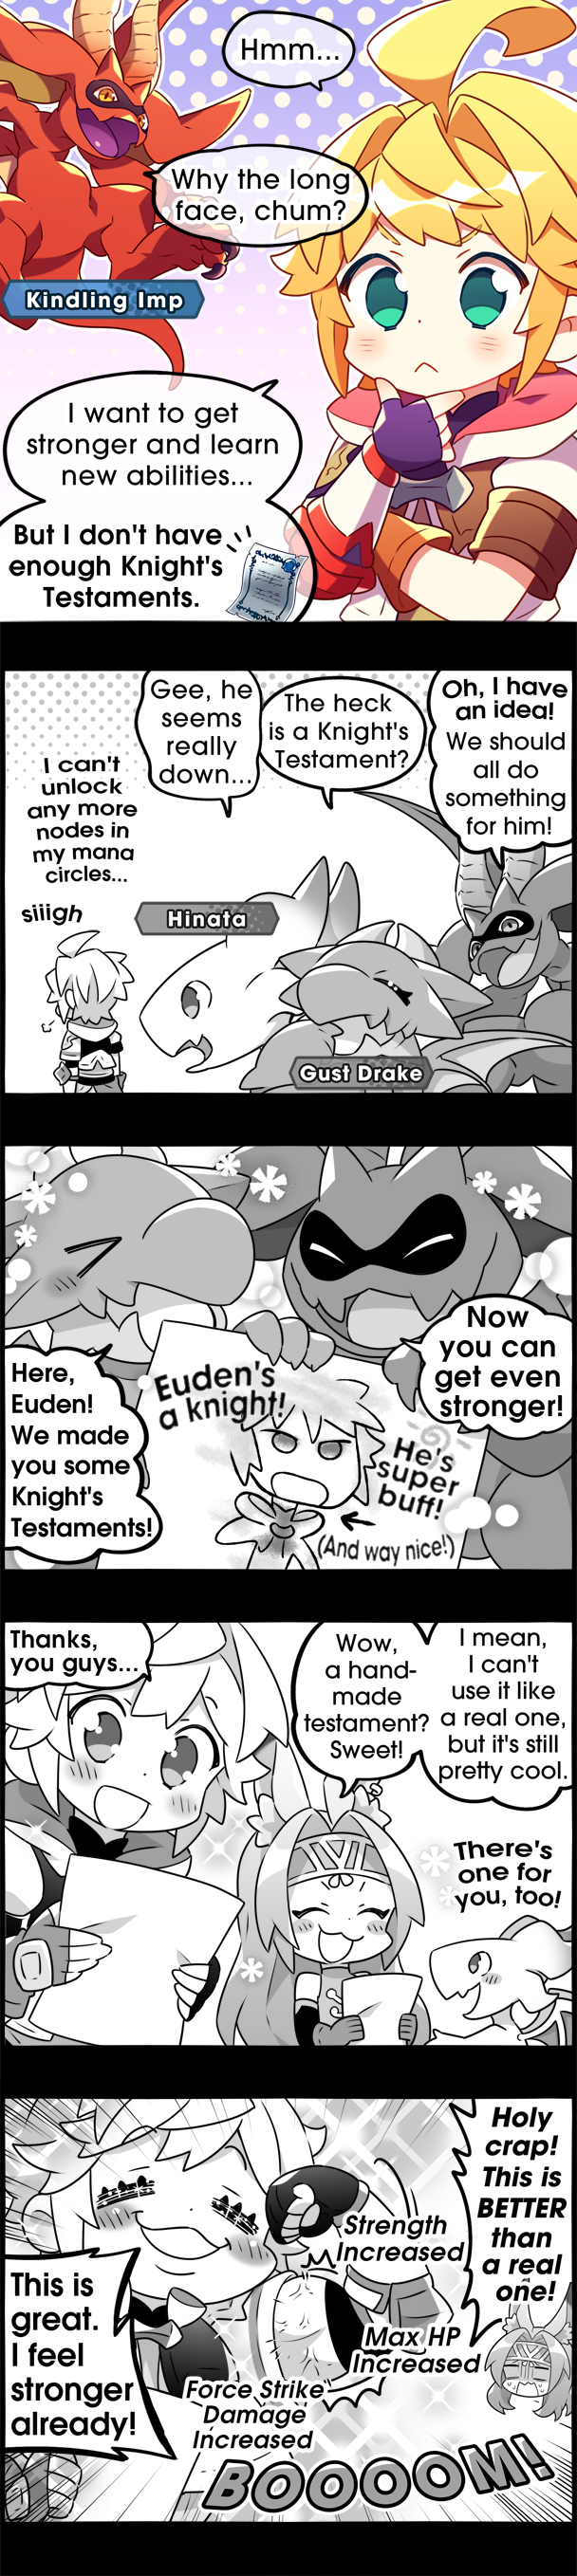 Hmm...
Why the long
face, chum?
Kindling Imp
I want to get
stronger and learn
new abilities...
But I don't have
enough Knight's
Testaments.
Oh, I have
an idea!
We should
all do
something
for him!
The heck
is a Knight's
Testament?
Gee, he
seems
really
down...
I can't
unlock
any more
nodes in
my mana
circles...
siiigh
Hinata
Gust Drake
Here,
Euden!
We made
you some
Knight's
Testaments!
Euden's
a knight!
He's
super
buff!
(And way nice!)
Now
you can
get even
stronger!
Thanks,
you guys...
Wow,
a hand-
made
testament?
Sweet!
I mean,
I can't
use it like
a real one,
but it's still
pretty cool.
There's
one for
you, too!
This is
great.
I feel
stronger
already!
Strength
Increased
Max HP
Increased
Force Strike
Damage
Increased
Holy
crap!
This is
BETTER
than
a real
one!
BOOOOM!